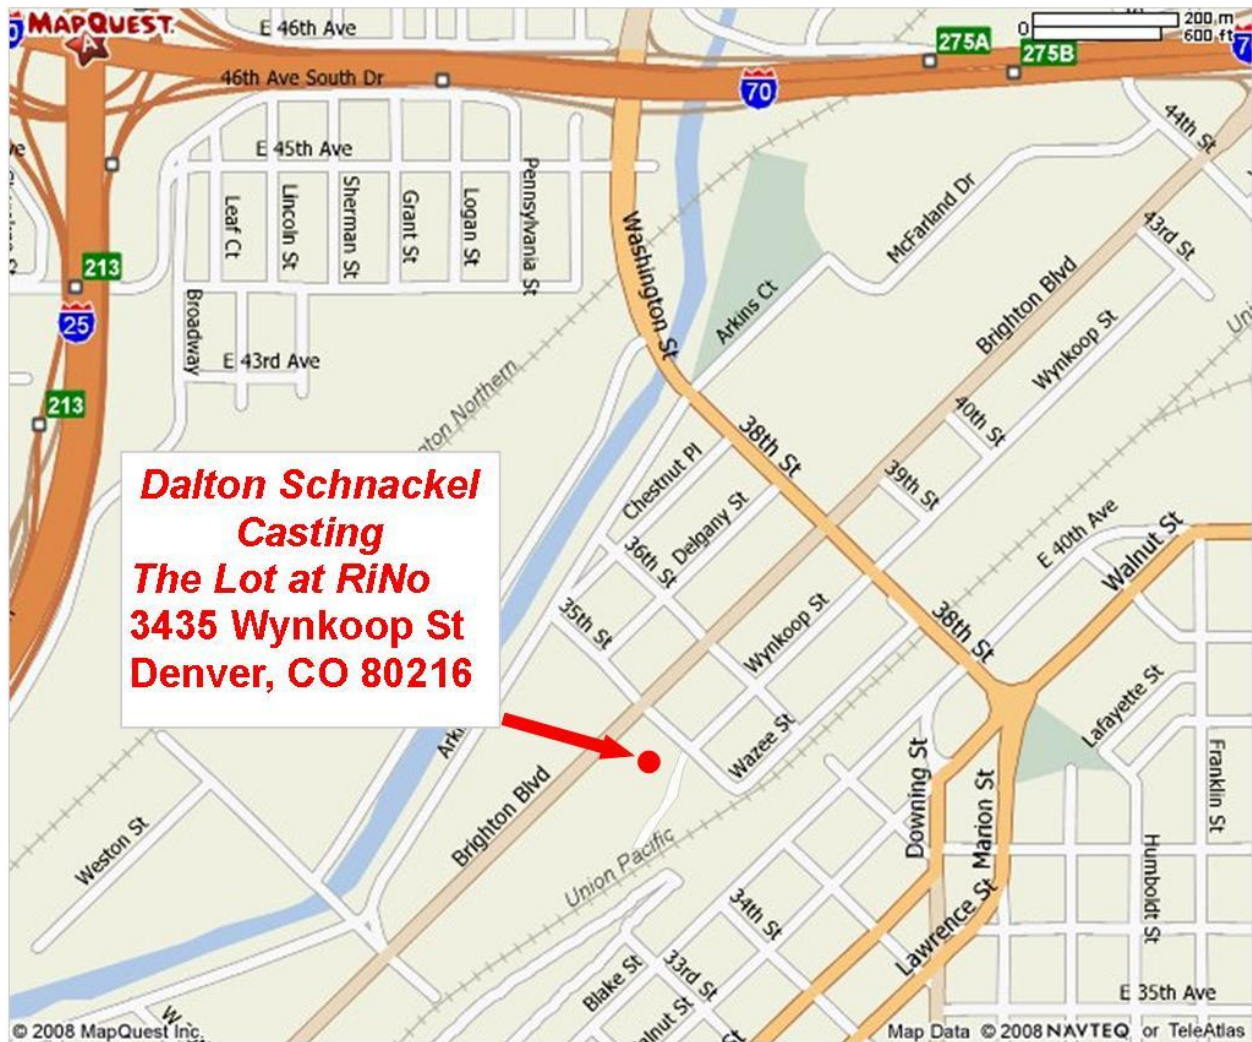 MAPQUEST
E 46th Ave
275A
200 m
0
600 ft
275B
46th Ave South Dr
70
44th St
E 45th Ave
Pennsylvania St
Leaf Ct
Lincoln St
Sherman St
Grant St
Logan St
McFarland Dr
43rd St
Washington St
213
Arkins Ct
Brighton Blvd
25
Broadway
Wynkoop St
E 43rd Ave
213
40th St
38th St
39th St
Chestnut Pl
Delgany St
36th St
E 40th Ave
Walnut St
Dalton Schnackel
Casting
The Lot at RiNo
3435 Wynkoop St
Denver, CO 80216
35th St
Wynkoop St
38th St
Lafayette St
Wazee St
Brighton Blvd
Downing St
Marion St
Franklin St
Weston St
Union Pacific
Humboldt St
34th St
Lawrence St
33rd St
Blake St
E 35th Ave
© 2008 MapQuest Inc.
Map Data © 2008 NAVTEQ or TeleAtlas